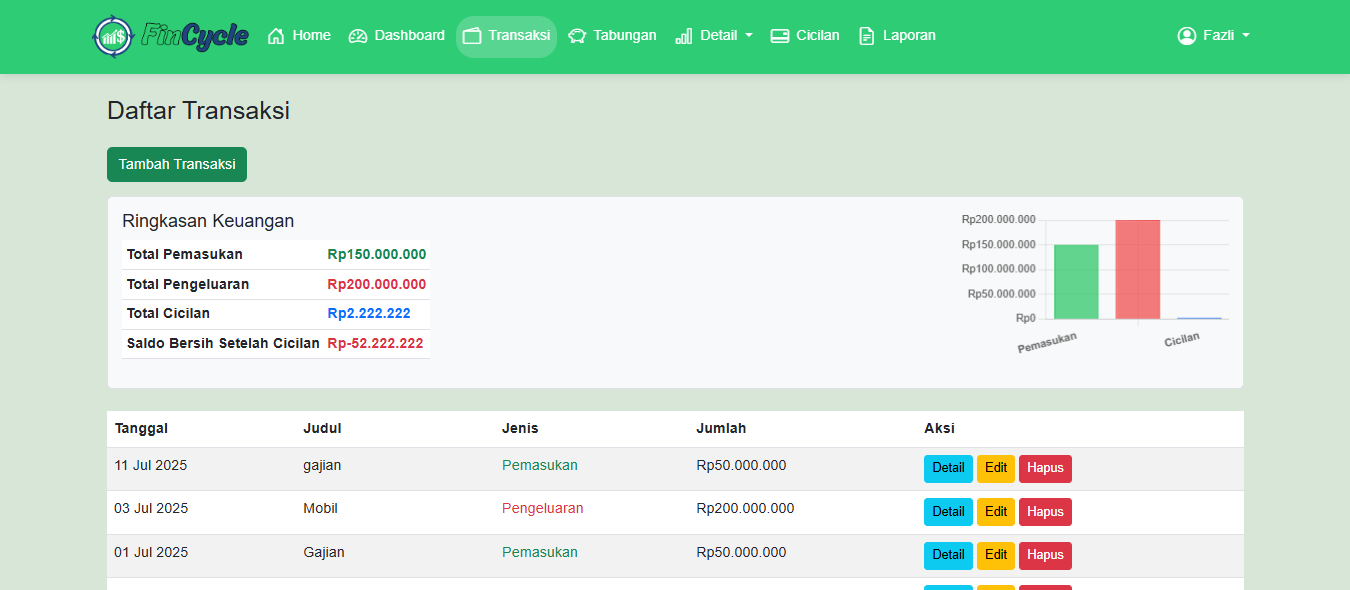 FinCycle Home Dashboard Transaksi Tabungan Detail Cicilan Laporan Fazli
Daftar Transaksi
Tambah Transaksi
Ringkasan Keuangan
Total Pemasukan Rp150.000.000
Total Pengeluaran Rp200.000.000
Total Cicilan Rp2.222.222
Saldo Bersih Setelah Cicilan Rp-52.222.222
Rp200.000.000
Rp150.000.000
Rp100.000.000
Rp50.000.000
Rp0
Pemasukan Cicilan
Tanggal Judul Jenis Jumlah Aksi
11 Jul 2025 gajian Pemasukan Rp50.000.000 Detail Edit Hapus
03 Jul 2025 Mobil Pengeluaran Rp200.000.000 Detail Edit Hapus
01 Jul 2025 Gajian Pemasukan Rp50.000.000 Detail Edit Hapus